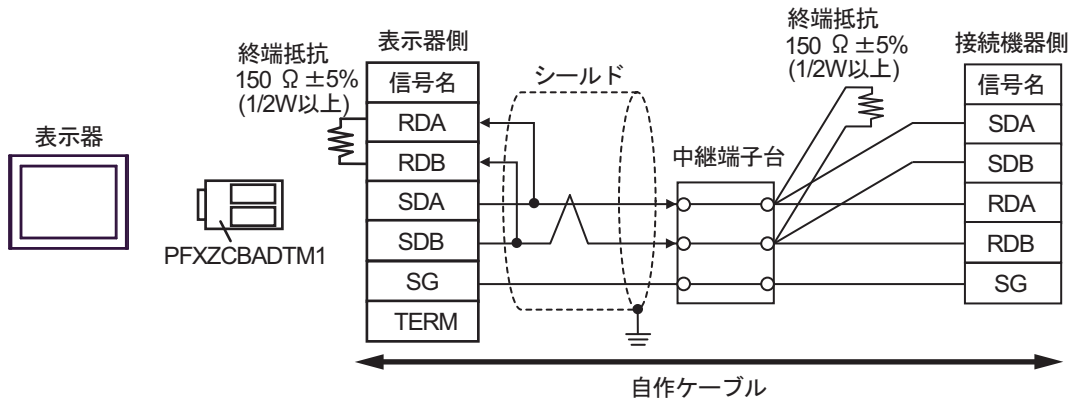 表示器
PFXZCBADTM1
終端抵抗
150 Ω ±5%
(1/2W以上)
表示器側
信号名
RDA
RDB
SDA
SDB
SG
TERM
シールド
中継端子台
終端抵抗
150 Ω ±5%
(1/2W以上)
接続機器側
信号名
SDA
SDB
RDA
RDB
SG
自作ケーブル